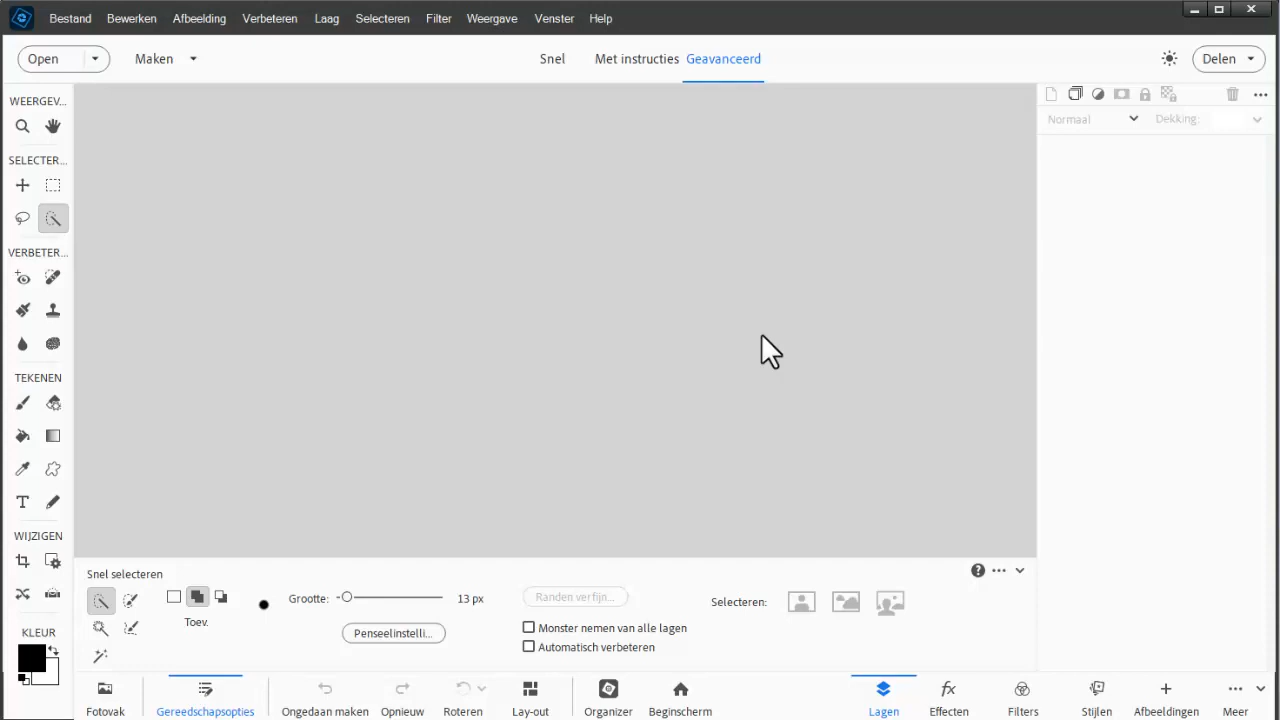 Bestand Bewerken Afbeelding Verbeteren Laag Selecteren Filter Weergave Venster Help
Open Maken Snel Met instructies Geavanceerd Delen
WEERGEV...
Normaal Dekking:
SELECTER...
VERBETER...
TEKENEN
T
WIJZIGEN
KLEUR
Snel selecteren
Toev.
Grootte: 13 px
Penseelinstelli...
Randen verfijn...
Monster nemen van alle lagen
Automatisch verbeteren
Selecteren:
Fotovak Gereedschapsopties Ongedaan maken Opnieuw Roteren Lay-out Organizer Beginscherm Lagen Effecten Filters Stijlen Afbeeldingen Meer